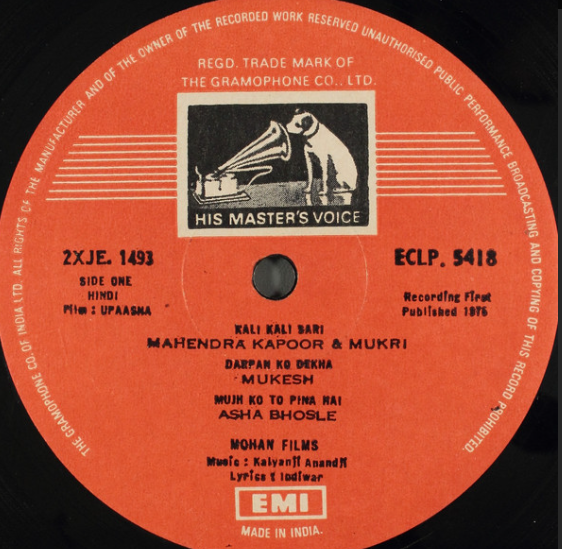 THE GRAMOPHONE CO. OF INDIA LTD. ALL RIGHTS OF THE MANUFACTURER AND OF THE OWNER OF THE RECORDED WORK RESERVED UNAUTHORISED PUBLIC PERFORMANCE BROADCASTING AND COPYING OF THIS RECORD PROHIBITED.
REGD. TRADE MARK OF
THE GRAMOPHONE CO., LTD.
HIS MASTER'S VOICE
2XJE. 1493
ECLP. 5418
SIDE ONE
HINDI
Film : UPAASNA
Recording First
Published 1975
KALI KALI SARI
MAHENDRA KAPOOR & MUKRI
DARPAN KO DEKHA
MUKESH
MUJH KO TO PINA HAI
ASHA BHOSLE
MOHAN FILMS
Music : Kalyanji Anandji
Lyrics : Indiwar
EMI
MADE IN INDIA.